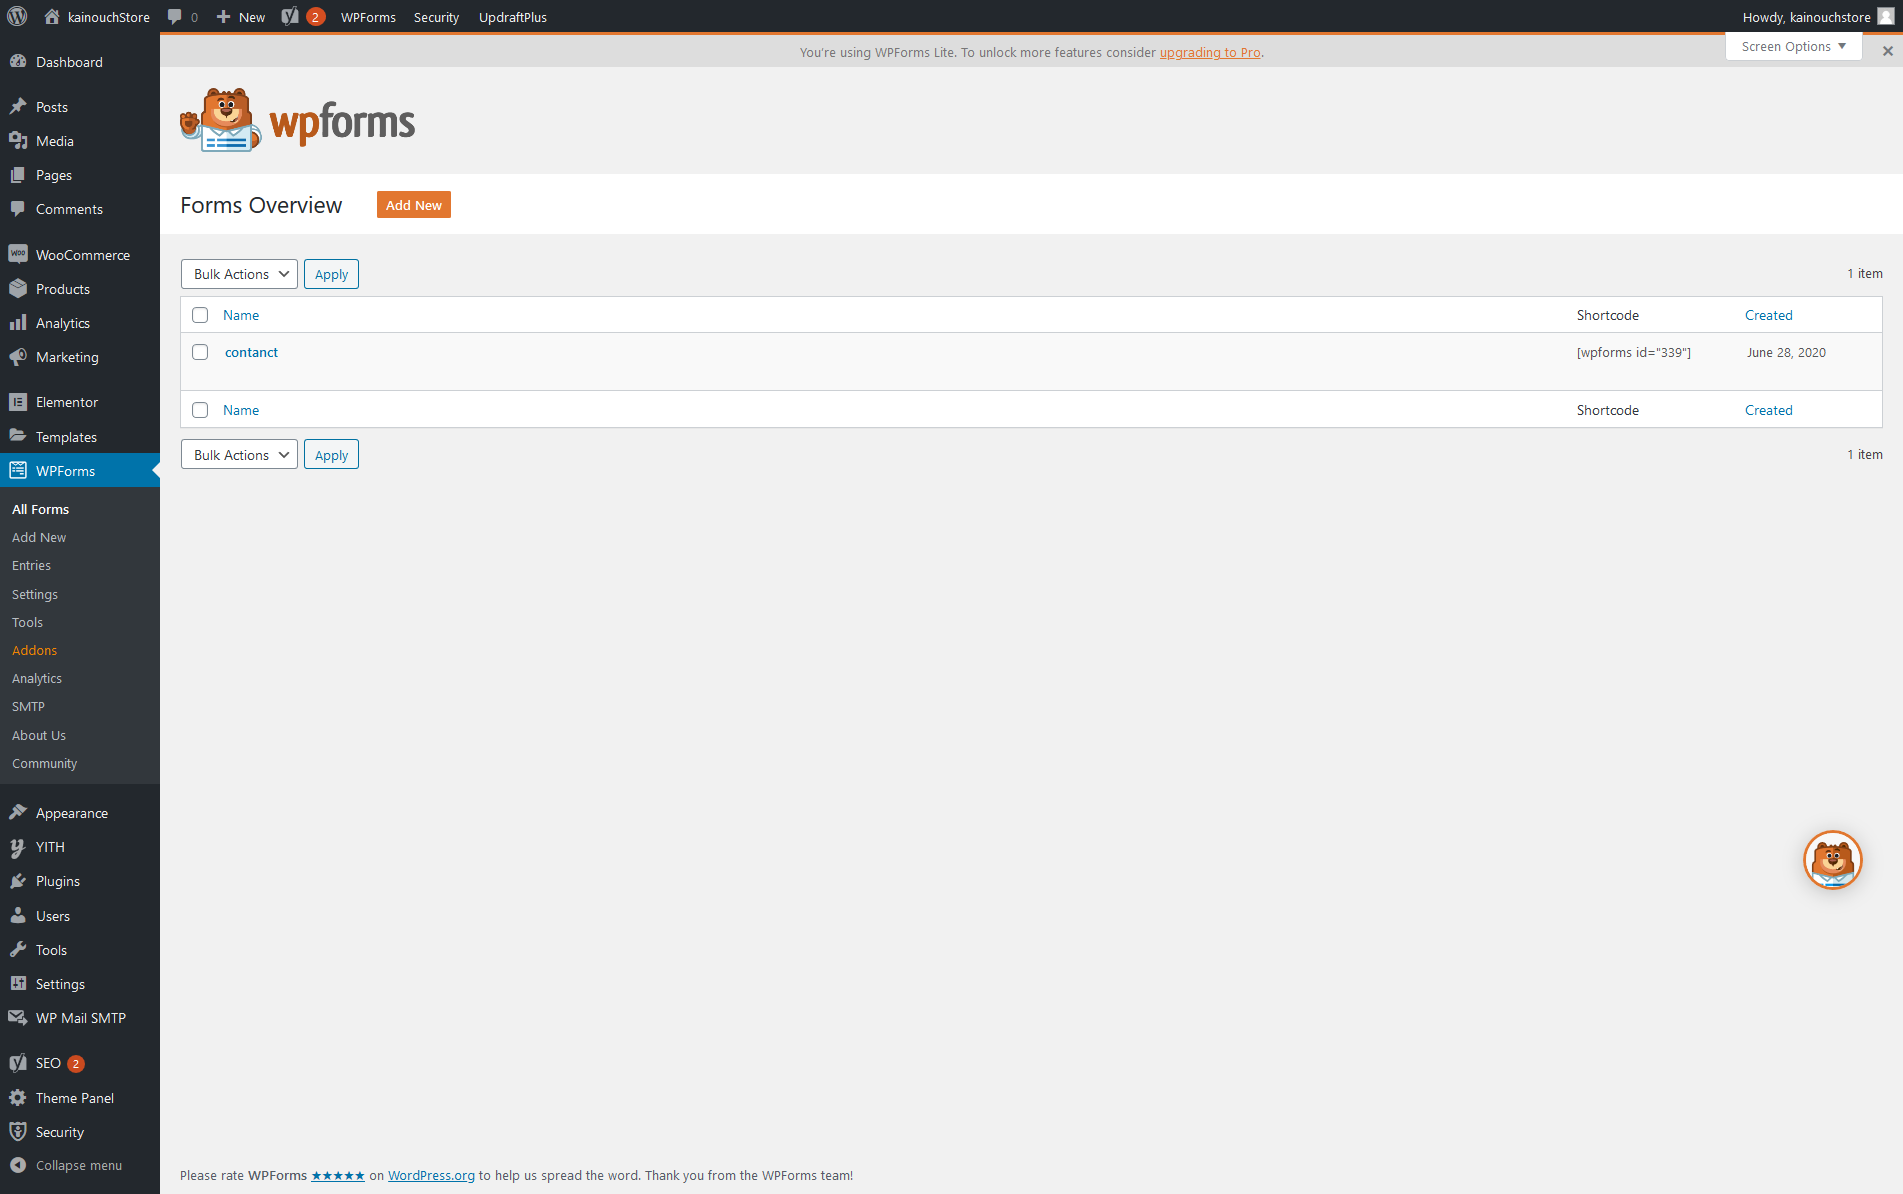 kainouchStore 0 New 2 WPForms Security UpdraftPlus Howdy, kainouchstore
You're using WPForms Lite. To unlock more features consider upgrading to Pro.
Screen Options ▼
wpforms
Forms Overview Add New
Bulk Actions Apply 1 item
Name Shortcode Created
contanct [wpforms id="339"] June 28, 2020
Name Shortcode Created
Bulk Actions Apply 1 item
Dashboard
Posts
Media
Pages
Comments
WooCommerce
Products
Analytics
Marketing
Elementor
Templates
WPForms
All Forms
Add New
Entries
Settings
Tools
Addons
Analytics
SMTP
About Us
Community
Appearance
YITH
Plugins
Users
Tools
Settings
WP Mail SMTP
SEO 2
Theme Panel
Security
Collapse menu
Please rate WPForms ★★★★★ on WordPress.org to help us spread the word. Thank you from the WPForms team!